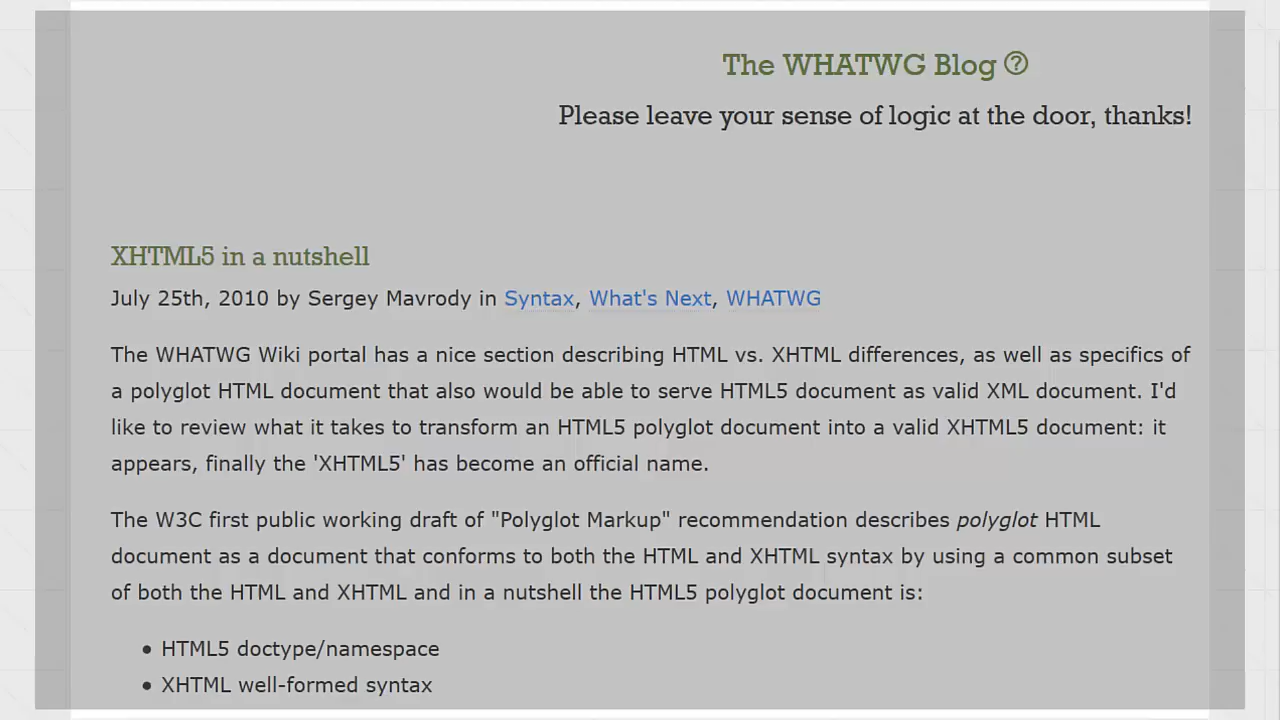 The WHATWG Blog ?
Please leave your sense of logic at the door, thanks!
XHTML5 in a nutshell
July 25th, 2010 by Sergey Mavrody in Syntax, What's Next, WHATWG
The WHATWG Wiki portal has a nice section describing HTML vs. XHTML differences, as well as specifics of
a polyglot HTML document that also would be able to serve HTML5 document as valid XML document. I'd
like to review what it takes to transform an HTML5 polyglot document into a valid XHTML5 document: it
appears, finally the 'XHTML5' has become an official name.
The W3C first public working draft of "Polyglot Markup" recommendation describes polyglot HTML
document as a document that conforms to both the HTML and XHTML syntax by using a common subset
of both the HTML and XHTML and in a nutshell the HTML5 polyglot document is:
• HTML5 doctype/namespace
• XHTML well-formed syntax